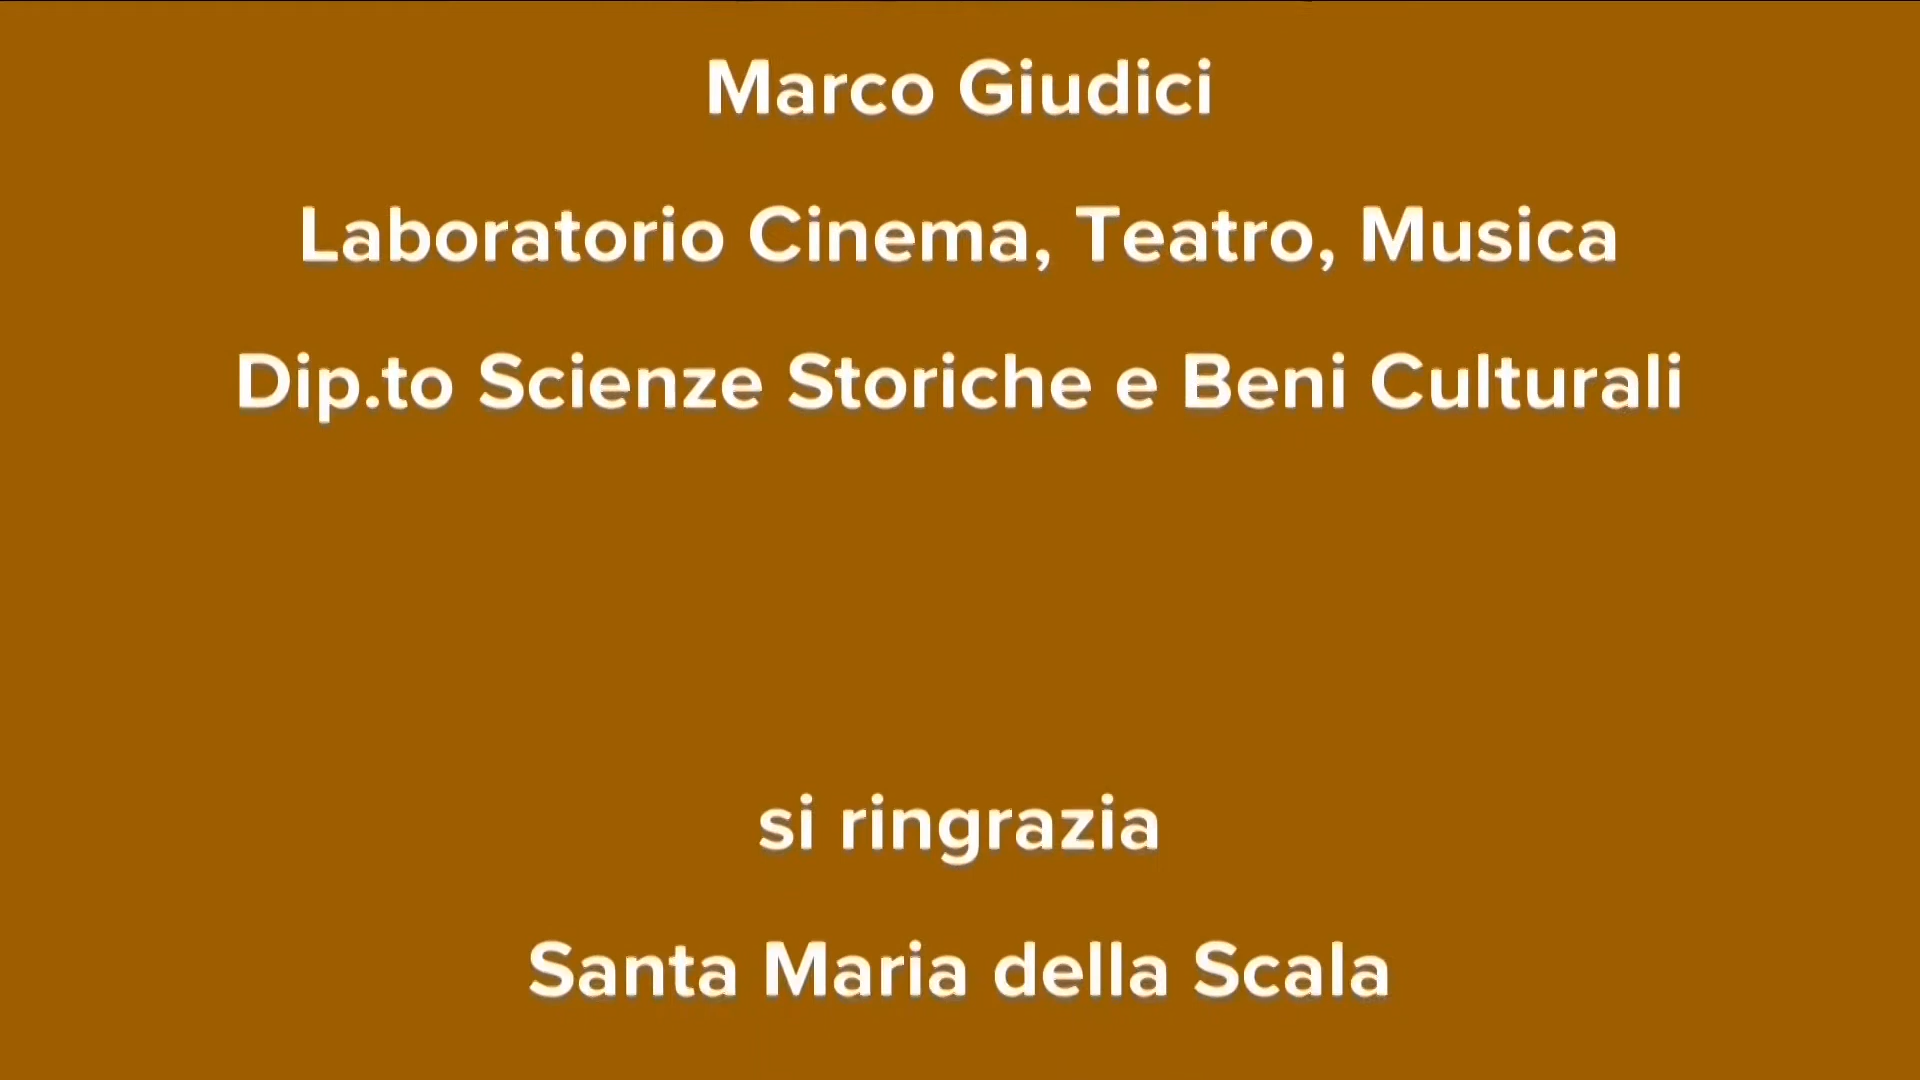 Marco Giudici
Laboratorio Cinema, Teatro, Musica
Dip.to Scienze Storiche e Beni Culturali
si ringrazia
Santa Maria della Scala